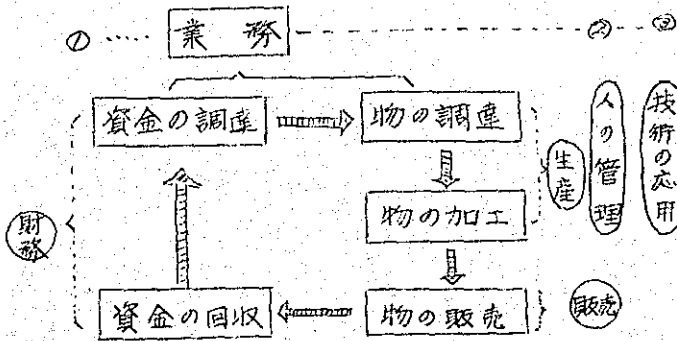 ① 業務 ② ③
資金の調達 物の調達
物の加工
資金の回収 物の販売
財務
生産
販売
人の管理
技術の応用